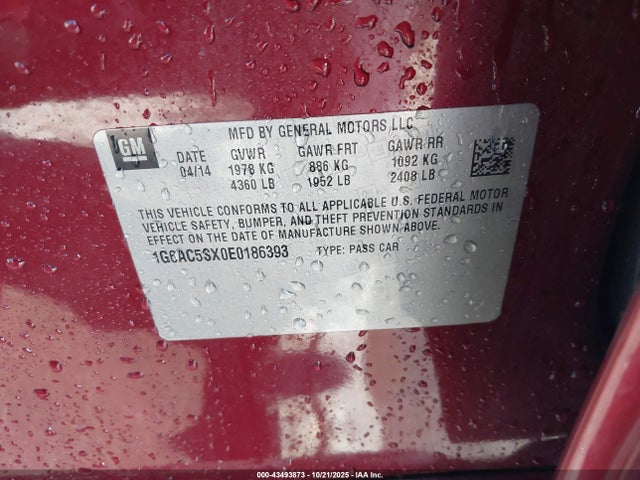 GM
MFD BY GENERAL MOTORS LLC
04/14
GVWR
1978 KG
4360 LB
GAWR FRT
886 KG
1952 LB
GAWR RR
1092 KG
2408 LB
THIS VEHICLE CONFORMS TO ALL APPLICABLE U.S. FEDERAL MOTOR
VEHICLE SAFETY, BUMPER, AND THEFT PREVENTION STANDARDS IN
EFFECT ON THE DATE OF MANUFACTURE SHOWN ABOVE.
1G6AC5SX0E0186393 TYPE: PASS CAR
000-43493873 - 10/21/2025 - IAAI.COM